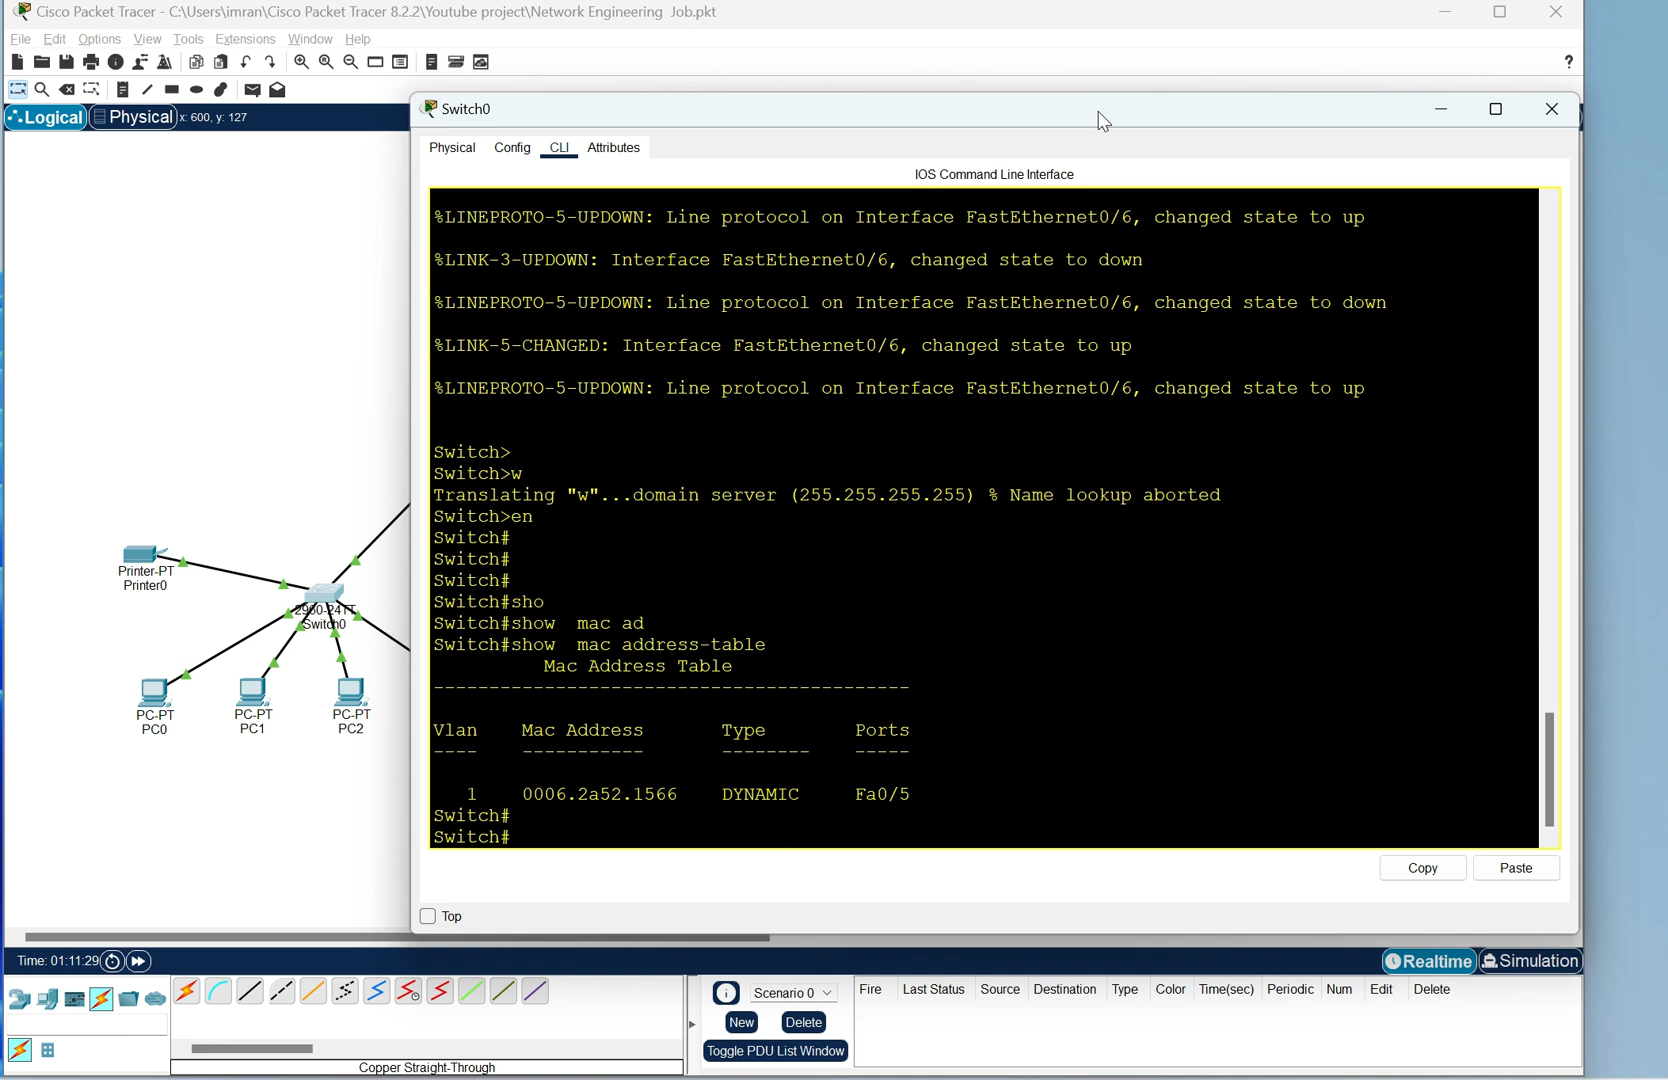 Cisco Packet Tracer - C:\Users\imran\Cisco Packet Tracer 8.2.2\Youtube project\Network Engineering Job.pkt
File Edit Options View Tools Extensions Window Help
?
Logical Physical x: 600, y: 127
Switch0
Physical Config CLI Attributes
IOS Command Line Interface
%LINEPROTO-5-UPDOWN: Line protocol on Interface FastEthernet0/6, changed state to up
%LINK-3-UPDOWN: Interface FastEthernet0/6, changed state to down
%LINEPROTO-5-UPDOWN: Line protocol on Interface FastEthernet0/6, changed state to down
%LINK-5-CHANGED: Interface FastEthernet0/6, changed state to up
%LINEPROTO-5-UPDOWN: Line protocol on Interface FastEthernet0/6, changed state to up
Switch>
Switch>w
Translating "w"...domain server (255.255.255.255) % Name lookup aborted
Switch>en
Switch#
Switch#
Switch#
Switch#sho
Switch#show mac ad
Switch#show mac address-table
Mac Address Table
-------------------------------------------
Vlan Mac Address Type Ports
---- ----------- -------- -----
1 0006.2a52.1566 DYNAMIC Fa0/5
Switch#
Switch#
Copy Paste
Top
Printer-PT
Printer0
2960-24TT
Switch0
PC-PT
PC0
PC-PT
PC1
PC-PT
PC2
Time: 01:11:29
Realtime Simulation
Scenario 0
New Delete
Toggle PDU List Window
Fire Last Status Source Destination Type Color Time(sec) Periodic Num Edit Delete
Copper Straight-Through